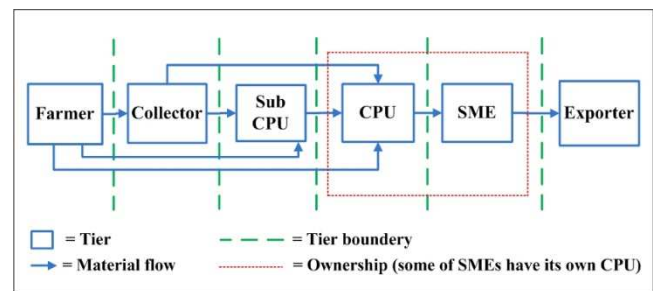 Farmer
Collector
Sub
CPU
CPU
SME
Exporter
= Tier
= Tier boundery
= Material flow
= Ownership (some of SMEs have its own CPU)